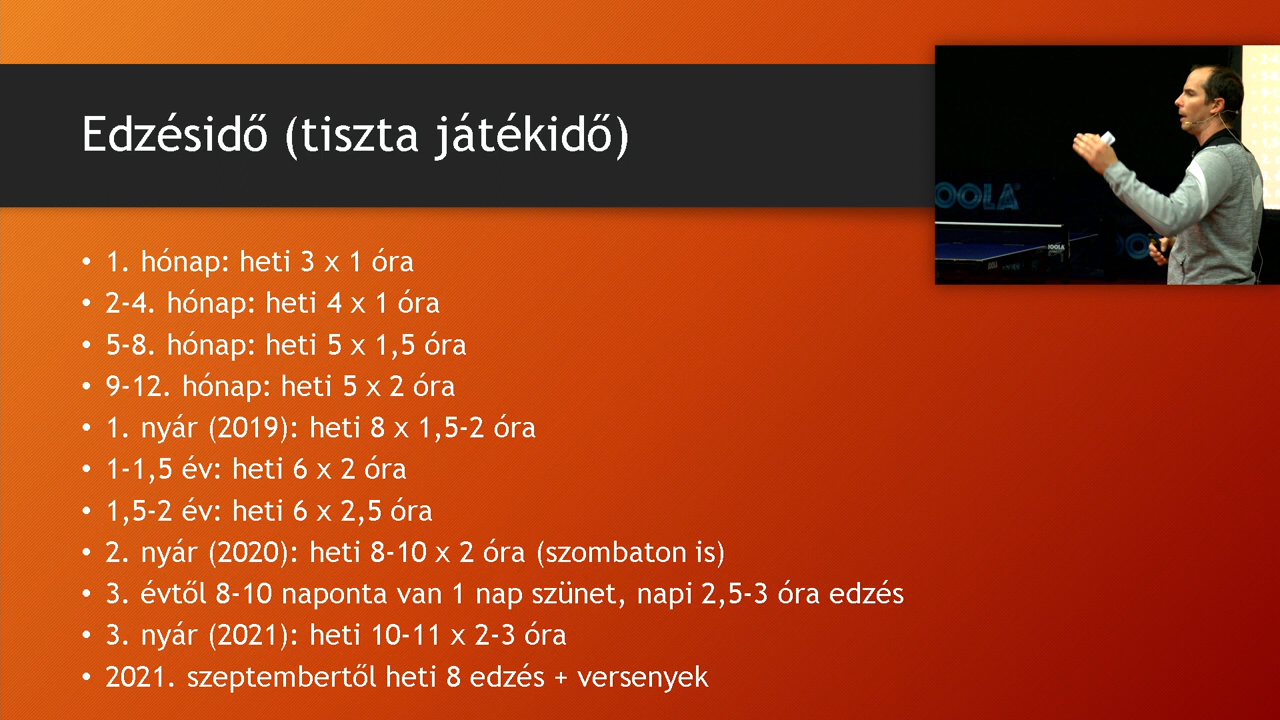 Edzésidő (tiszta játékidő)
• 1. hónap: heti 3 x 1 óra
• 2-4. hónap: heti 4 x 1 óra
• 5-8. hónap: heti 5 x 1,5 óra
• 9-12. hónap: heti 5 x 2 óra
• 1. nyár (2019): heti 8 x 1,5-2 óra
• 1-1,5 év: heti 6 x 2 óra
• 1,5-2 év: heti 6 x 2,5 óra
• 2. nyár (2020): heti 8-10 x 2 óra (szombaton is)
• 3. évtől 8-10 naponta van 1 nap szünet, napi 2,5-3 óra edzés
• 3. nyár (2021): heti 10-11 x 2-3 óra
• 2021. szeptembertől heti 8 edzés + versenyek
JOOLA